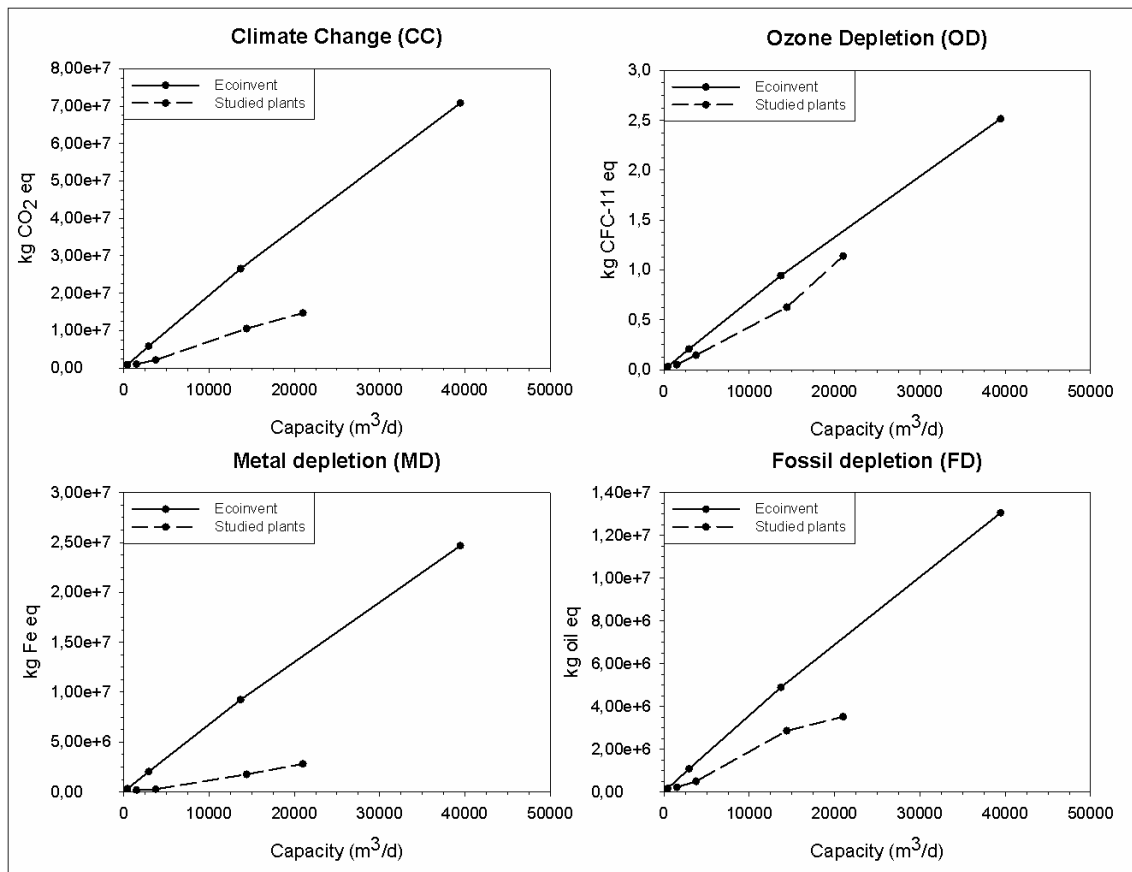 Climate Change (CC)
8,00e+7
7,00e+7
6,00e+7
5,00e+7
4,00e+7
3,00e+7
2,00e+7
1,00e+7
0,00
kg CO2 eq
Ecoinvent
Studied plants
0 10000 20000 30000 40000 50000
Capacity (m3/d)
Ozone Depletion (OD)
3,0
2,5
2,0
1,5
1,0
0,5
0,0
kg CFC-11 eq
Ecoinvent
Studied plants
0 10000 20000 30000 40000 50000
Capacity (m3/d)
Metal depletion (MD)
3,00e+7
2,50e+7
2,00e+7
1,50e+7
1,00e+7
5,00e+6
0,00
kg Fe eq
Ecoinvent
Studied plants
0 10000 20000 30000 40000 50000
Capacity (m3/d)
Fossil depletion (FD)
1,40e+7
1,20e+7
1,00e+7
8,00e+6
6,00e+6
4,00e+6
2,00e+6
0,00
kg oil eq
Ecoinvent
Studied plants
0 10000 20000 30000 40000 50000
Capacity (m3/d)